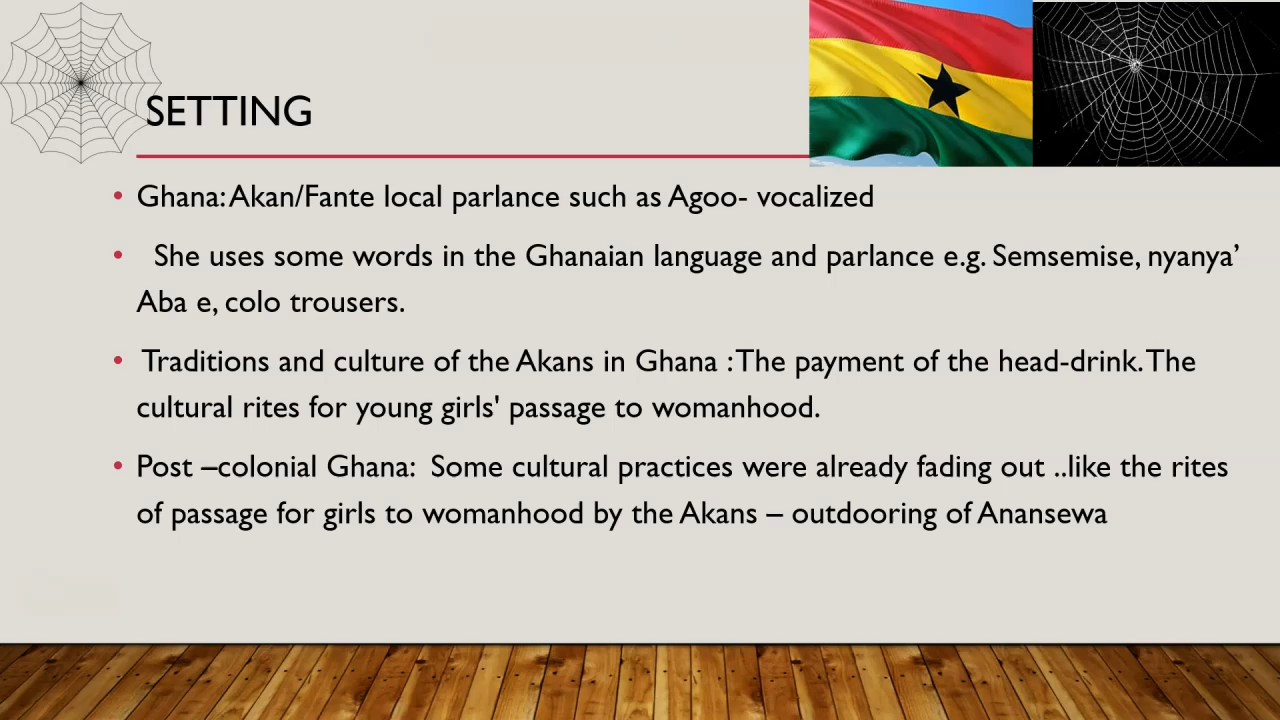 SETTING
• Ghana: Akan/Fante local parlance such as Agoo- vocalized
• She uses some words in the Ghanaian language and parlance e.g. Semsemise, nyanya’
Aba e, colo trousers.
• Traditions and culture of the Akans in Ghana : The payment of the head-drink. The
cultural rites for young girls' passage to womanhood.
• Post –colonial Ghana: Some cultural practices were already fading out ..like the rites
of passage for girls to womanhood by the Akans – outdooring of Anansewa